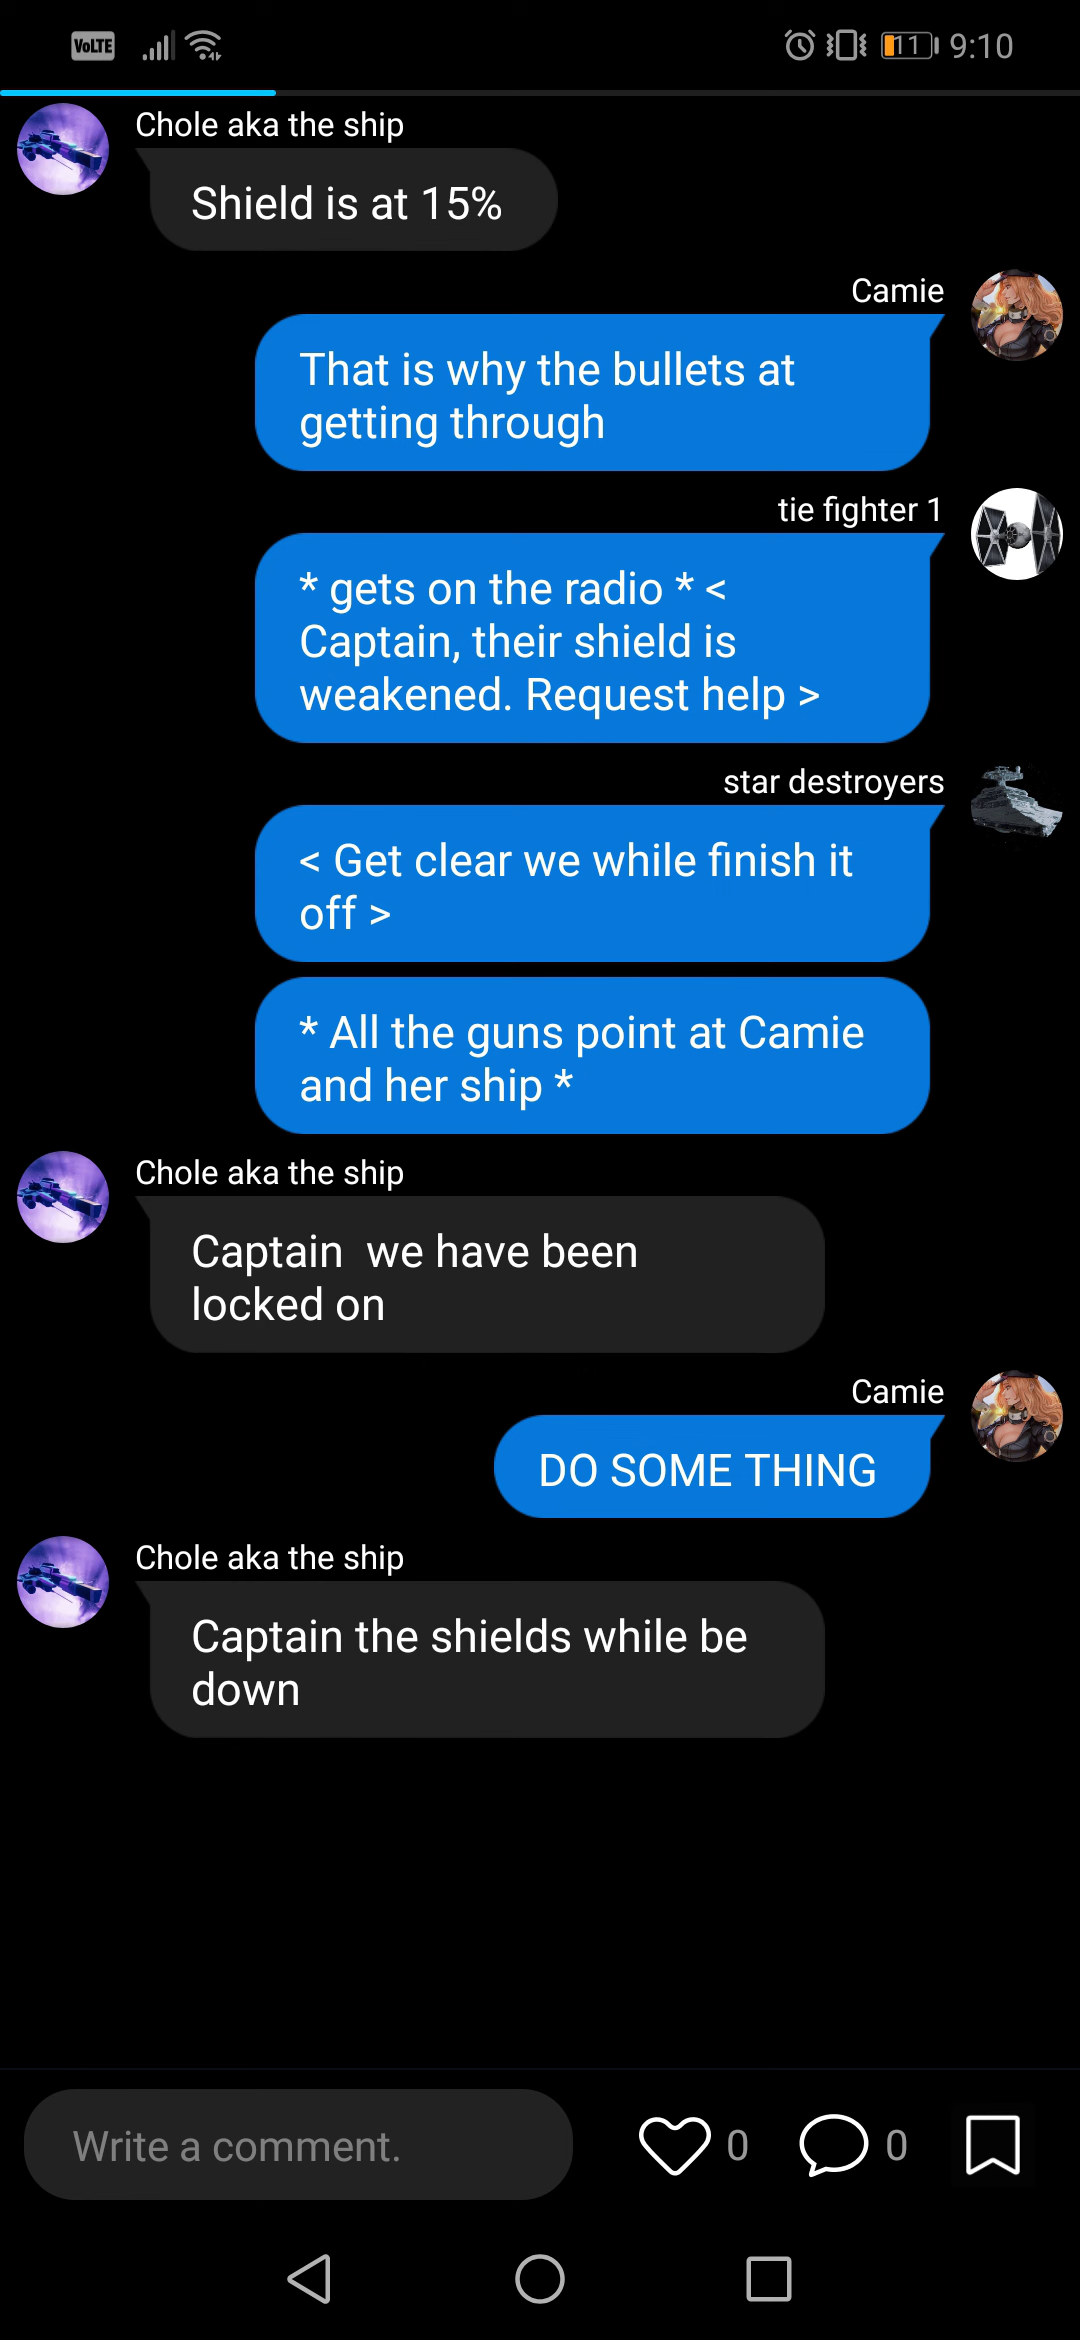 VoLTE 11 9:10
Chole aka the ship
Shield is at 15%
Camie
That is why the bullets at
getting through
tie fighter 1
* gets on the radio * <
Captain, their shield is
weakened. Request help >
star destroyers
< Get clear we while finish it
off >
* All the guns point at Camie
and her ship *
Chole aka the ship
Captain  we have been
locked on
Camie
DO SOME THING
Chole aka the ship
Captain the shields while be
down
Write a comment. 0 0